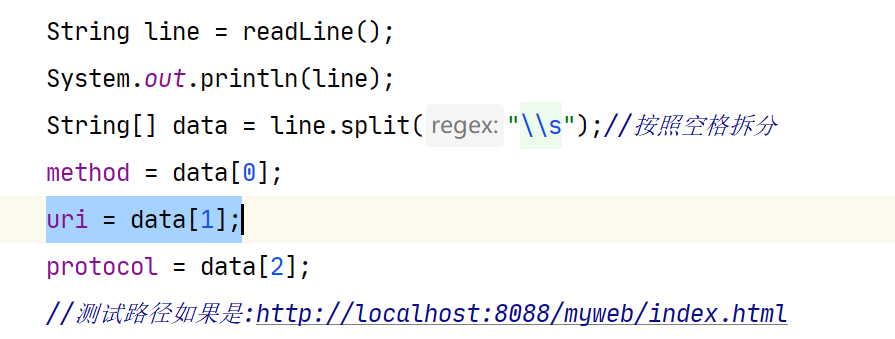 String line = readLine();
System.out.println(line);
String[] data = line.split( regex: "\\s");//按照空格拆分
method = data[0];
uri = data[1];
protocol = data[2];
//测试路径如果是:http://localhost:8088/myweb/index.html